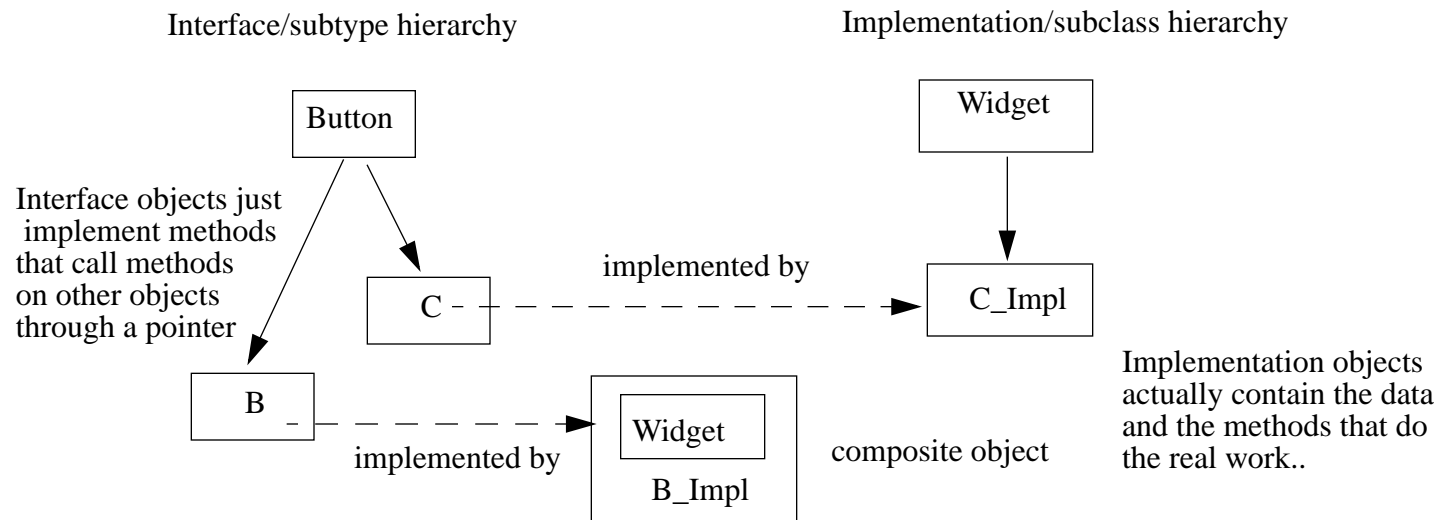 Interface/subtype hierarchy
Implementation/subclass hierarchy
Button
Widget
Interface objects just
implement methods
that call methods
on other objects
through a pointer
implemented by
C
C_Impl
B
implemented by
Widget
B_Impl
composite object
Implementation objects
actually contain the data
and the methods that do
the real work..